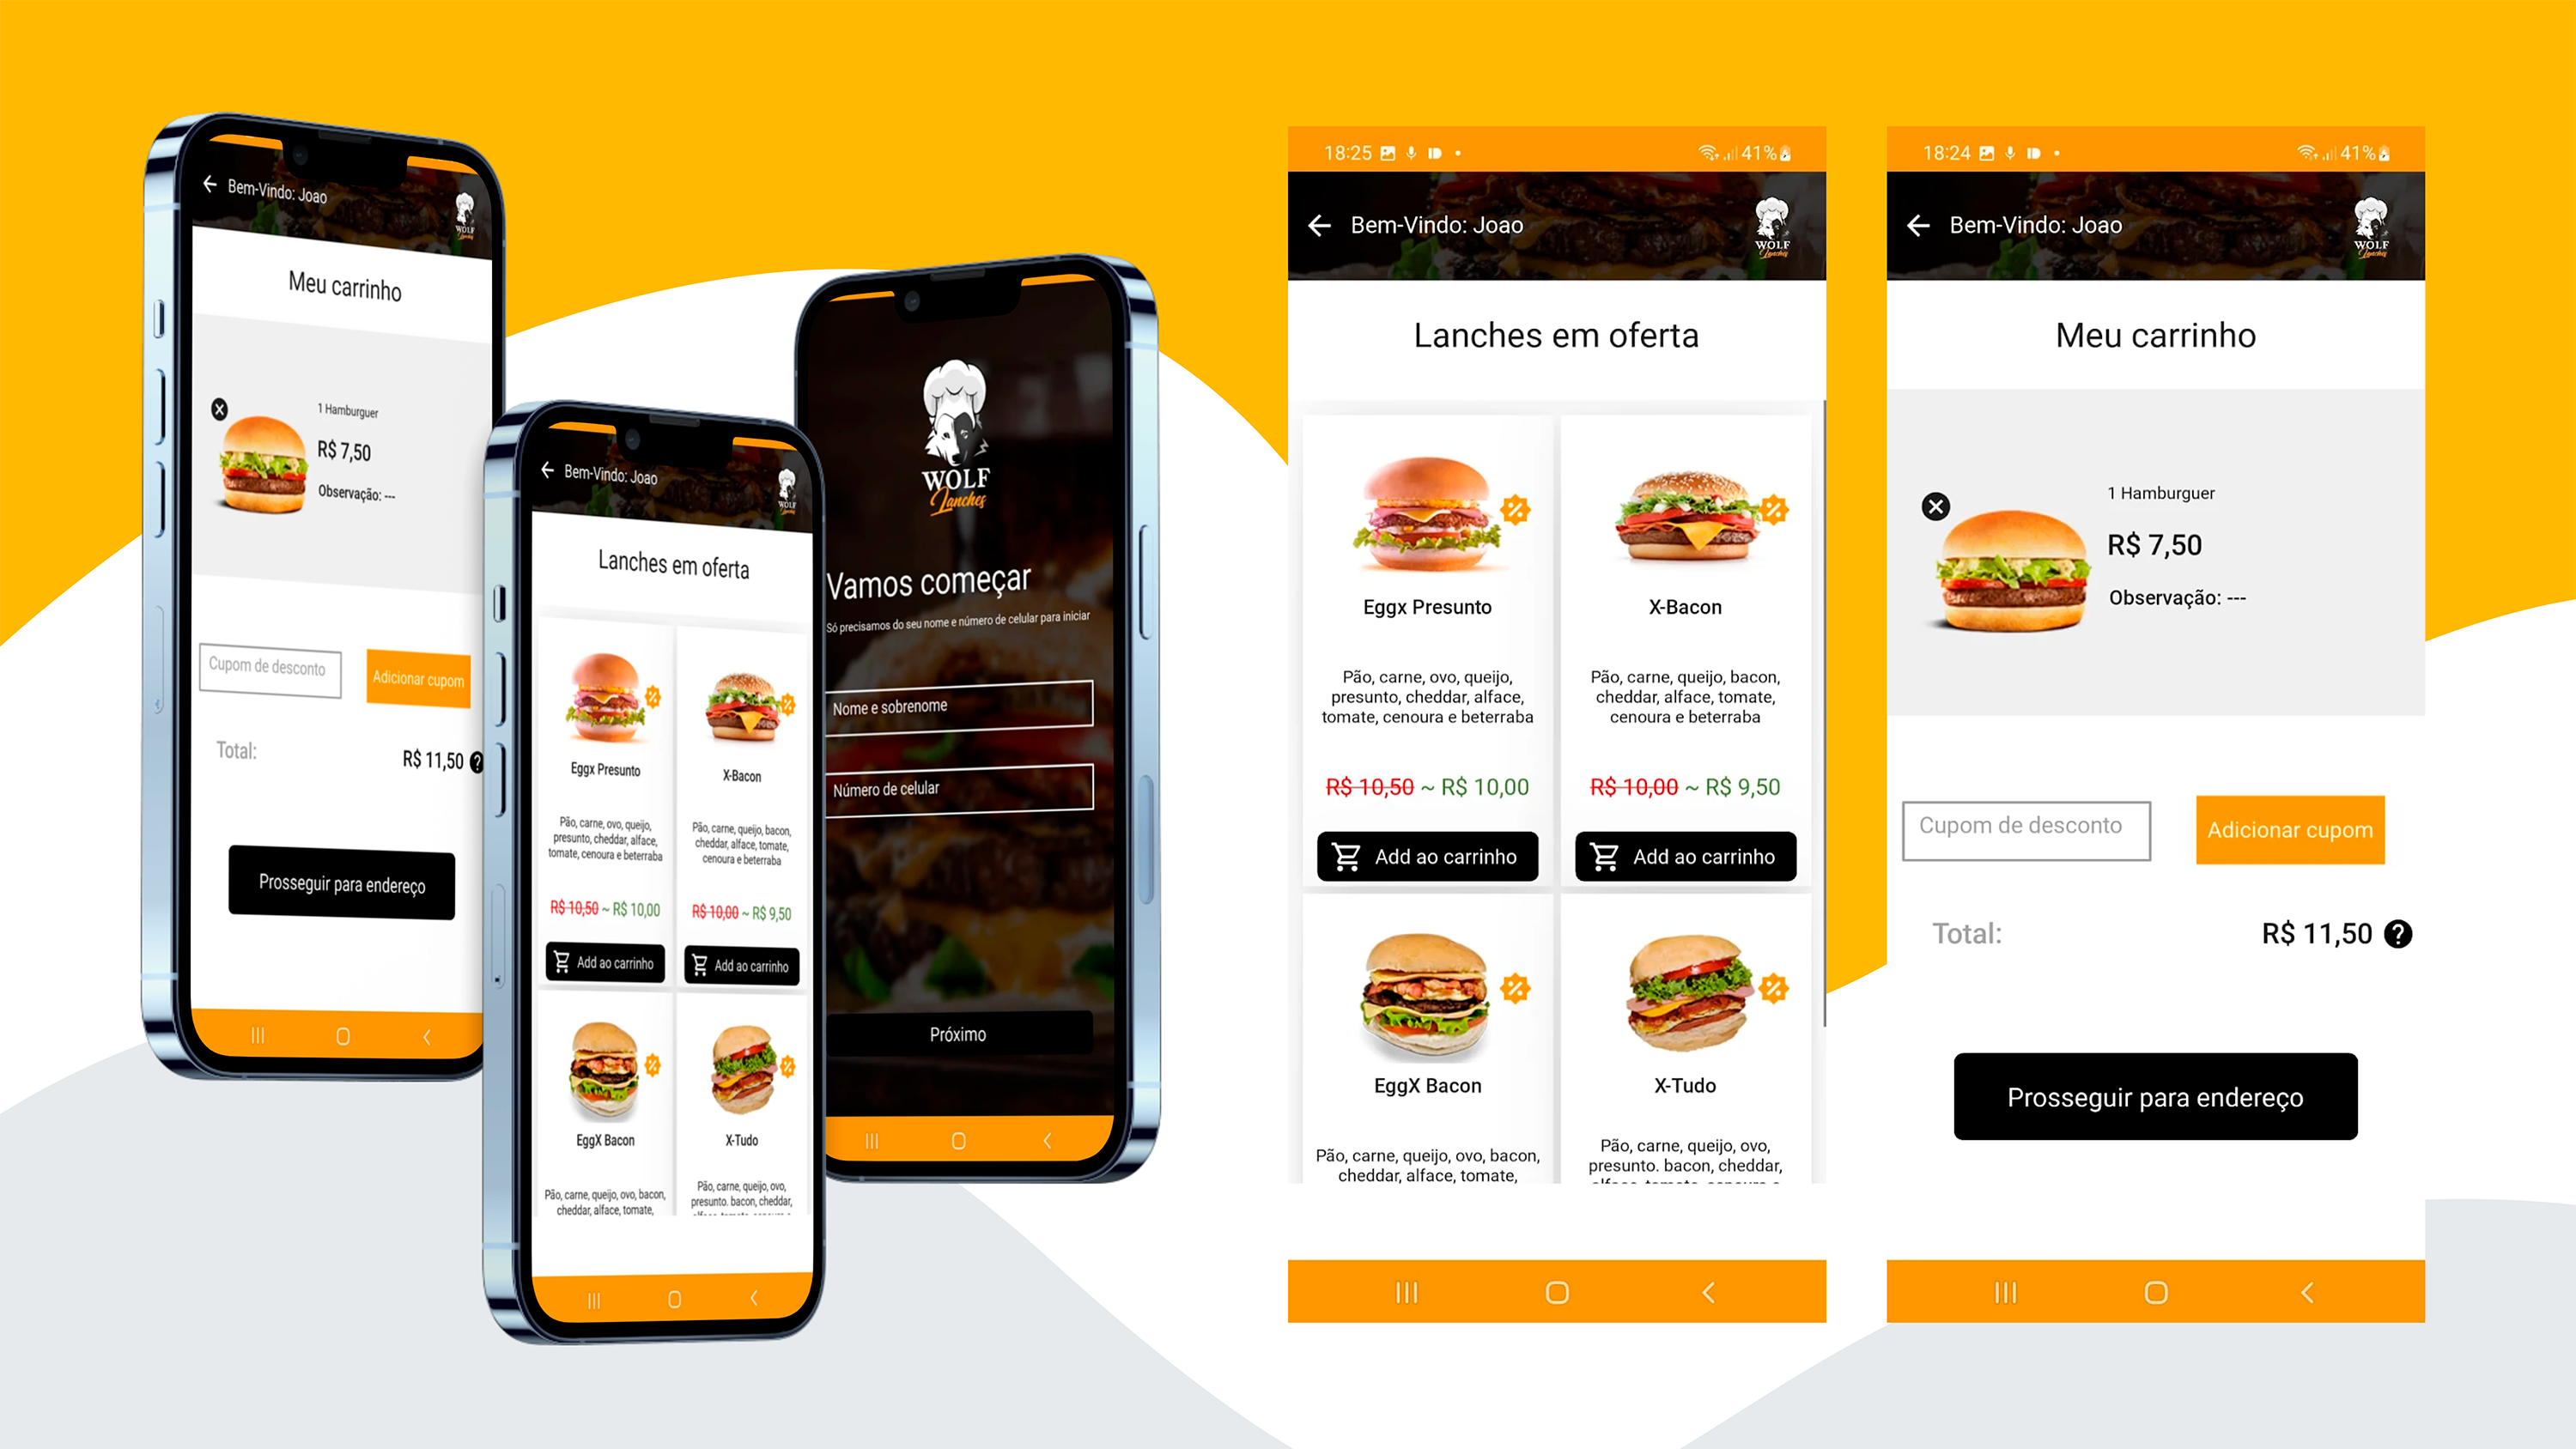 Bem-Vindo: Joao
WOLF
Lanches
Meu carrinho
1 Hamburguer
R$ 7,50
Observação: ---
Cupom de desconto
Adicionar cupom
Total:
R$ 11,50
?
Prosseguir para endereço
Bem-Vindo: Joao
WOLF
Lanches
Lanches em oferta
%
%
Eggx Presunto
X-Bacon
Pão, carne, ovo, queijo,
presunto, cheddar, alface,
tomate, cenoura e beterraba
Pão, carne, queijo, bacon,
cheddar, alface, tomate,
cenoura e beterraba
R$ 10,50 ~ R$ 10,00
R$ 10,00 ~ R$ 9,50
Add ao carrinho
Add ao carrinho
%
%
EggX Bacon
X-Tudo
Pão, carne, queijo, ovo, bacon,
cheddar, alface, tomate,
Pão, carne, queijo, ovo,
presunto. bacon, cheddar,
WOLF
Lanches
Vamos começar
Só precisamos do seu nome e número de celular para iniciar
Nome e sobrenome
Número de celular
Próximo
18:25
41%
Bem-Vindo: Joao
WOLF
Lanches
Lanches em oferta
%
%
Eggx Presunto
X-Bacon
Pão, carne, ovo, queijo,
presunto, cheddar, alface,
tomate, cenoura e beterraba
Pão, carne, queijo, bacon,
cheddar, alface, tomate,
cenoura e beterraba
R$ 10,50 ~ R$ 10,00
R$ 10,00 ~ R$ 9,50
Add ao carrinho
Add ao carrinho
%
%
EggX Bacon
X-Tudo
Pão, carne, queijo, ovo, bacon,
cheddar, alface, tomate,
Pão, carne, queijo, ovo,
presunto. bacon, cheddar,
18:24
41%
Bem-Vindo: Joao
WOLF
Lanches
Meu carrinho
1 Hamburguer
R$ 7,50
Observação: ---
Cupom de desconto
Adicionar cupom
Total:
R$ 11,50
?
Prosseguir para endereço